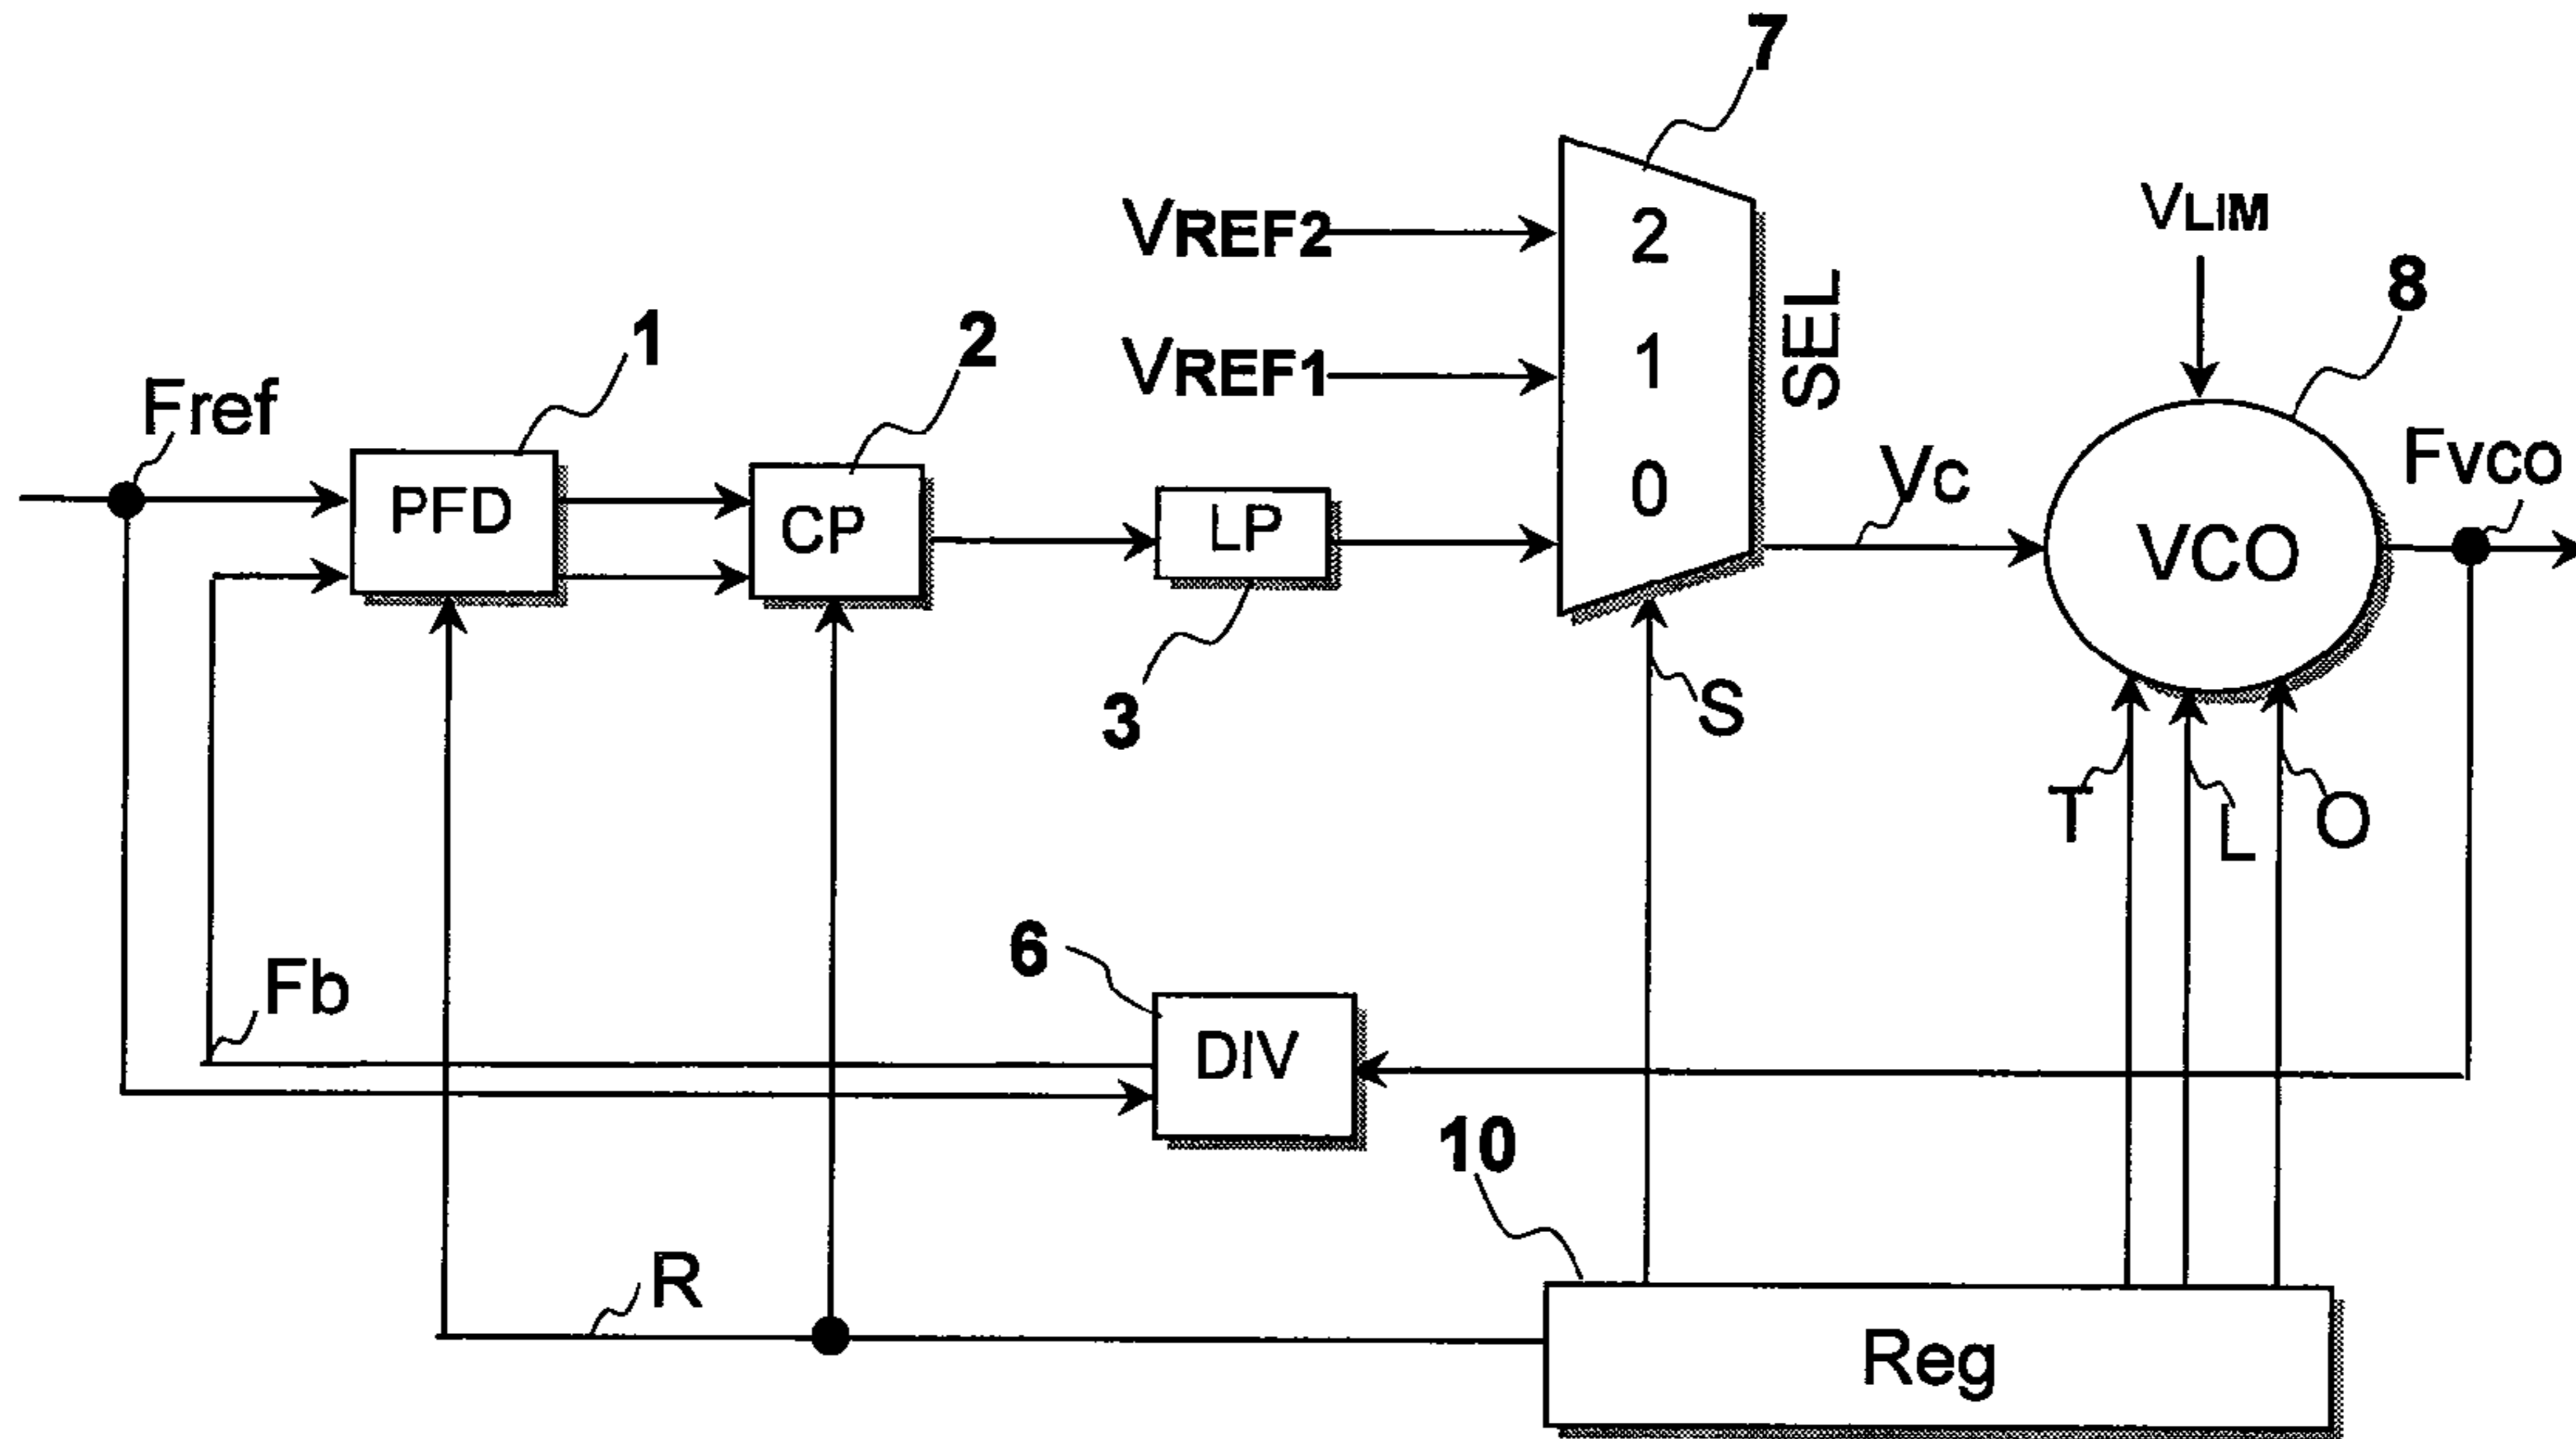 7
VREF2
2
VLIM
8
SEL
1
2
VREF1
1
Fref
Fvco
PFD
CP
LP
0
Vc
VCO
3
S
T
L
O
6
Fb
DIV
10
R
Reg